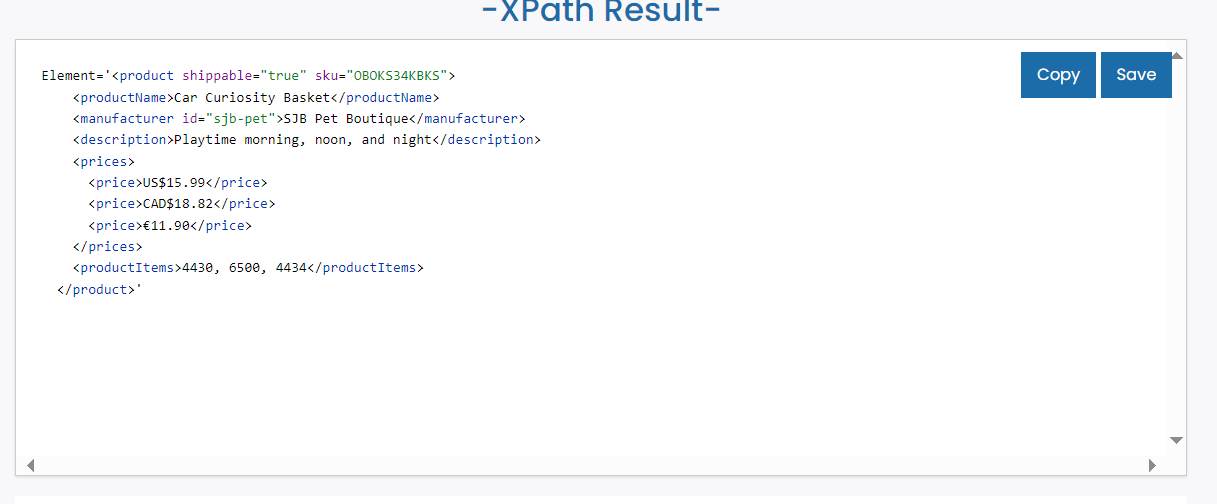 -XPath Result-
Copy
Save
Element='<product shippable="true" sku="OBOKS34KBKS">
    <productName>Car Curiosity Basket</productName>
    <manufacturer id="sjb-pet">SJB Pet Boutique</manufacturer>
    <description>Playtime morning, noon, and night</description>
    <prices>
      <price>US$15.99</price>
      <price>CAD$18.82</price>
      <price>€11.90</price>
    </prices>
    <productItems>4430, 6500, 4434</productItems>
  </product>'